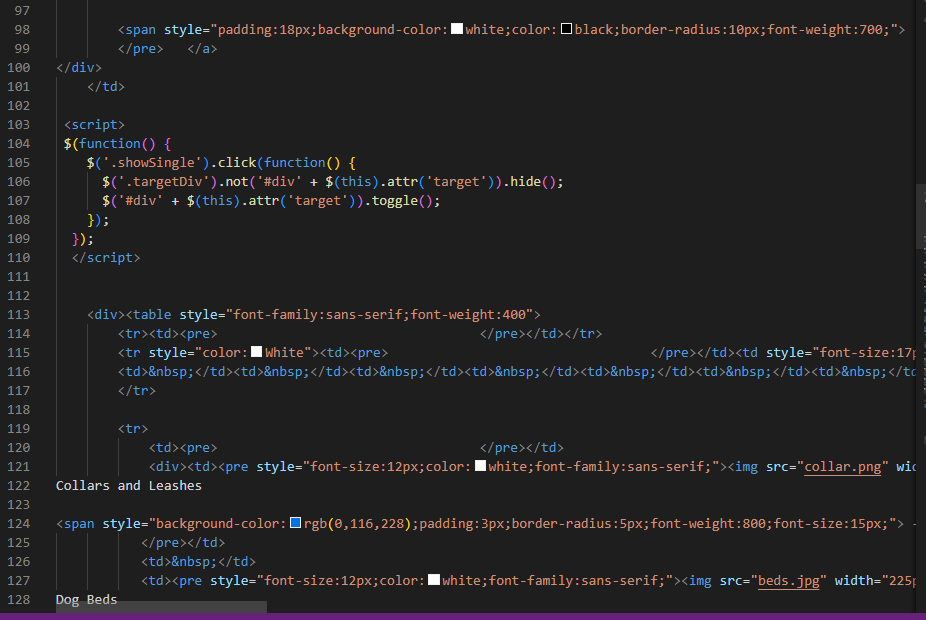 97
98 <span style="padding:18px;background-color:white;color:black;border-radius:10px;font-weight:700;">
99 </pre> </a>
100 </div>
101 </td>
102
103 <script>
104 $(function() {
105 $('.showSingle').click(function() {
106 $('.targetDiv').not('#div' + $(this).attr('target')).hide();
107 $('#div' + $(this).attr('target')).toggle();
108 });
109 });
110 </script>
111
112
113 <div><table style="font-family:sans-serif;font-weight:400">
114 <tr><td><pre> </pre></td></tr>
115 <tr style="color:White"><td><pre> </pre></td><td style="font-size:17p
116 <td>&nbsp;</td><td>&nbsp;</td><td>&nbsp;</td><td>&nbsp;</td><td>&nbsp;</td><td>&nbsp;</td><td>&nbsp;</td
117 </tr>
118
119 <tr>
120 <td><pre> </pre></td>
121 <div><td><pre style="font-size:12px;color:white;font-family:sans-serif;"><img src="collar.png" wid
122 Collars and Leashes
123
124 <span style="background-color:rgb(0,116,228);padding:3px;border-radius:5px;font-weight:800;font-size:15px;"> -
125 </pre></td>
126 <td>&nbsp;</td>
127 <td><pre style="font-size:12px;color:white;font-family:sans-serif;"><img src="beds.jpg" width="225p
128 Dog Beds